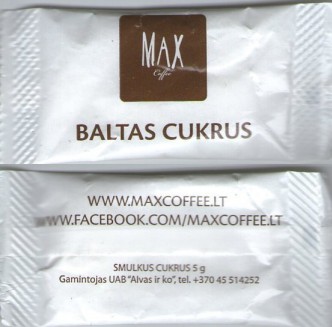 MAX
Coffee
BALTAS CUKRUS
WWW.MAXCOFFEE.LT
WW.FACEBOOK.COM/MAXCOFFEE.LT
SMULKUS CUKRUS 5 g
Gamintojas UAB "Alvas ir ko", tel. +370 45 514252